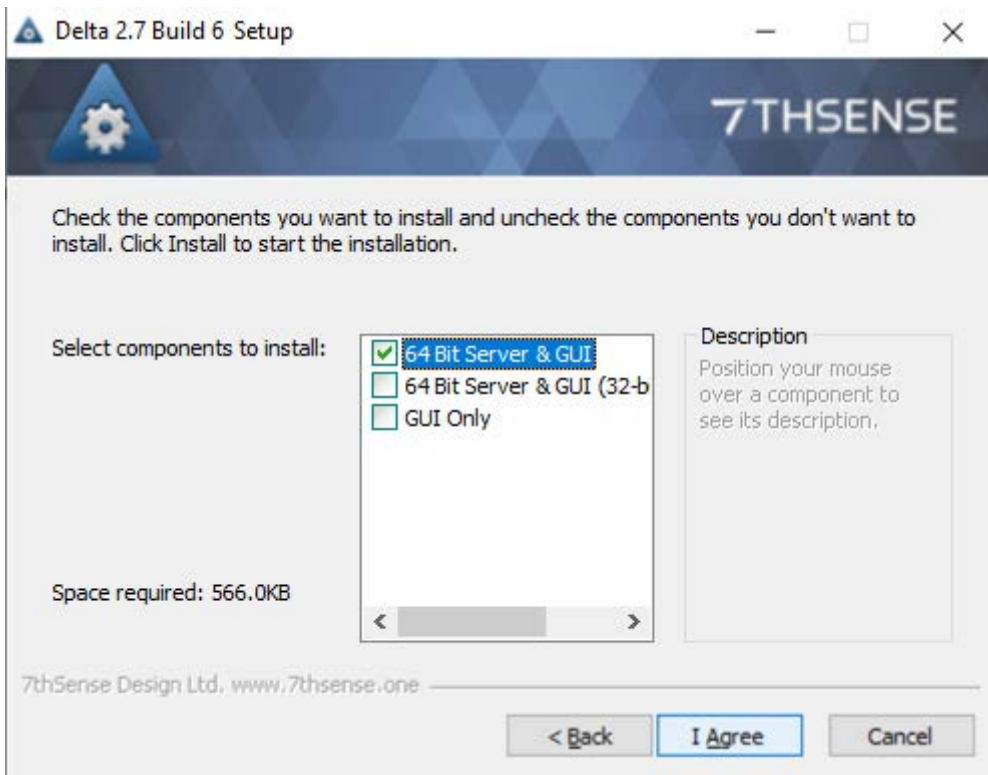 Delta 2.7 Build 6 Setup
7THSENSE
Check the components you want to install and uncheck the components you don't want to
install. Click Install to start the installation.
Select components to install:
64 Bit Server & GUI
64 Bit Server & GUI (32-b
GUI Only
Description
Position your mouse
over a component to
see its description.
Space required: 566.0KB
7thSense Design Ltd. www.7thsense.one
< Back
I Agree
Cancel